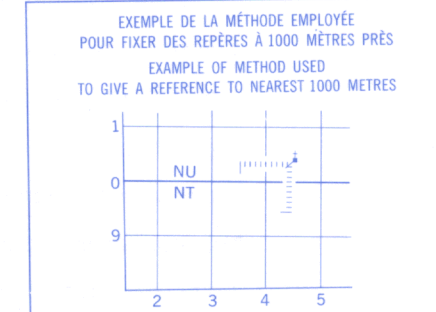 EXEMPLE DE LA MÉTHODE EMPLOYÉE
POUR FIXER DES REPÈRES À 1000 MÈTRES PRÈS
EXAMPLE OF METHOD USED
TO GIVE A REFERENCE TO NEAREST 1000 METRES
1
NU
0
NT
9
2 3 4 5